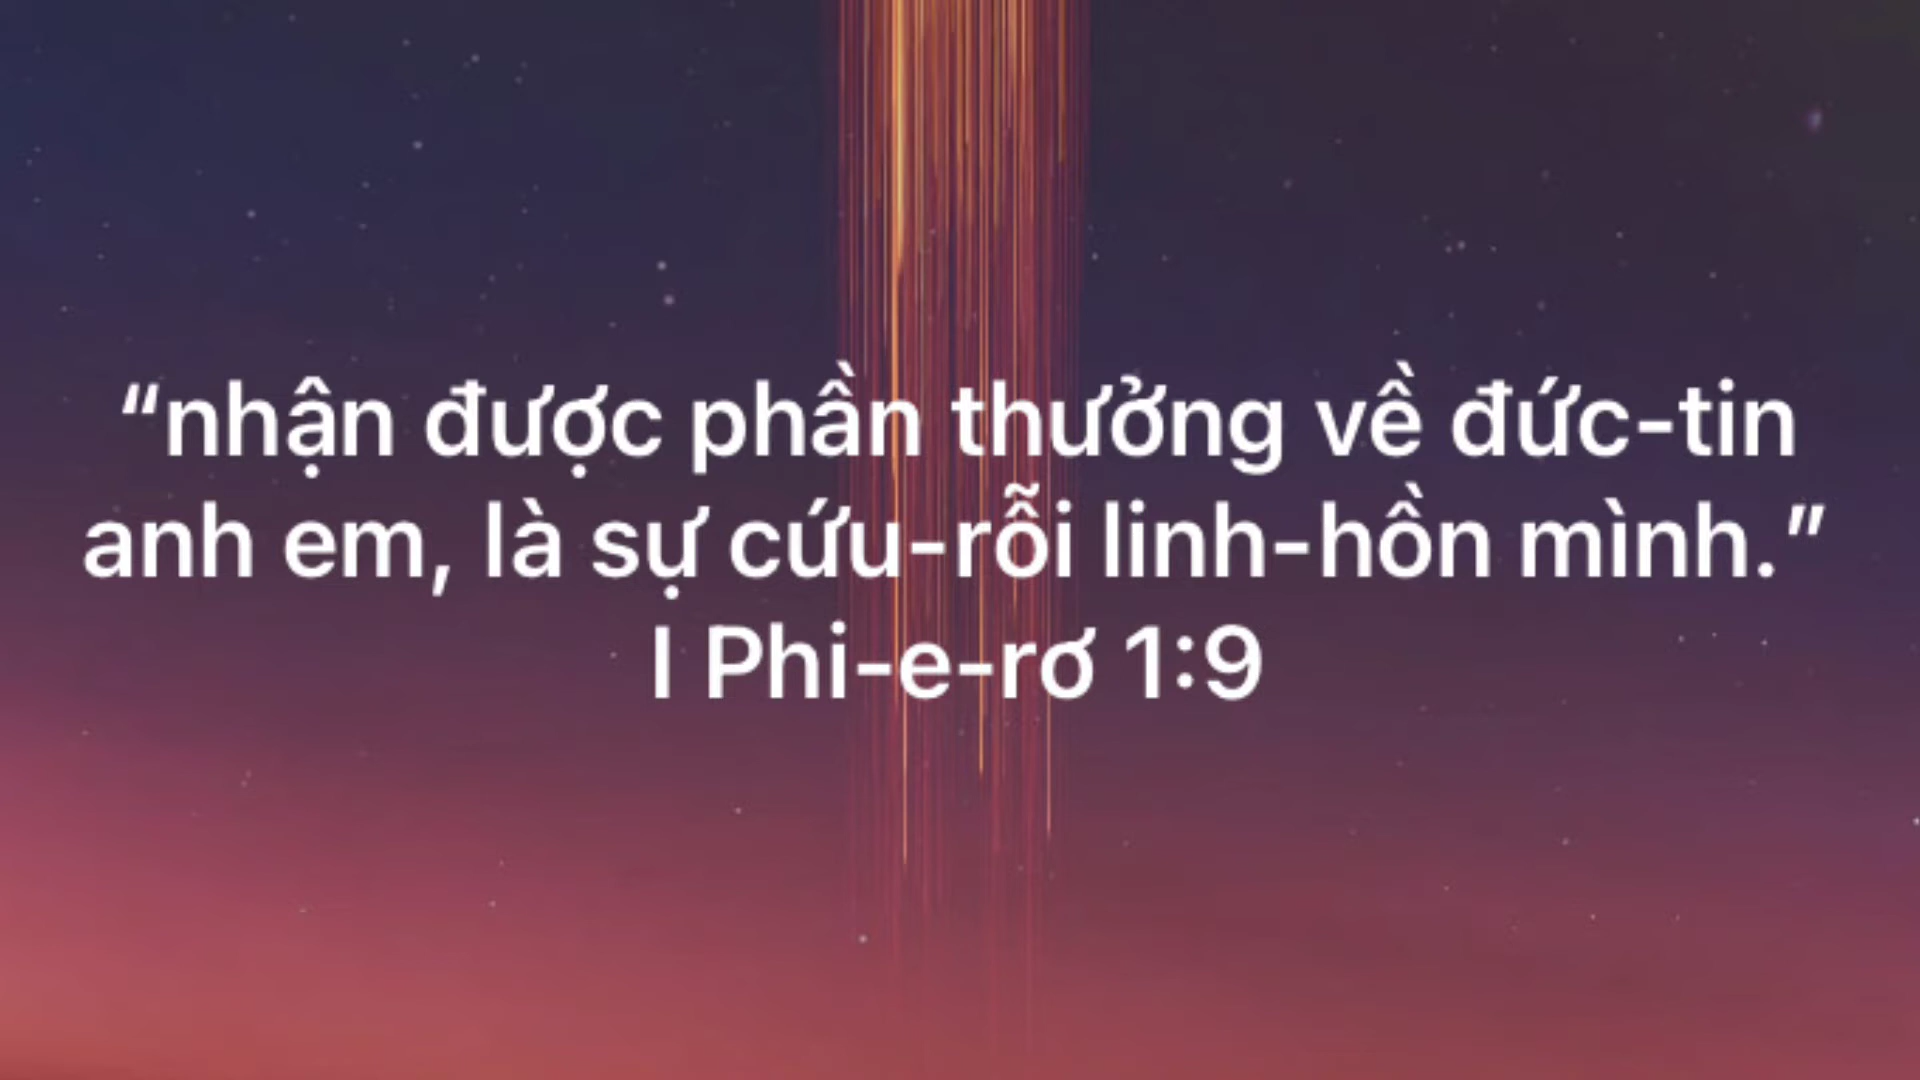 “nhận được phần thưởng về đức-tin
anh em, là sự cứu-rỗi linh-hồn mình.”
I Phi-e-rơ 1:9